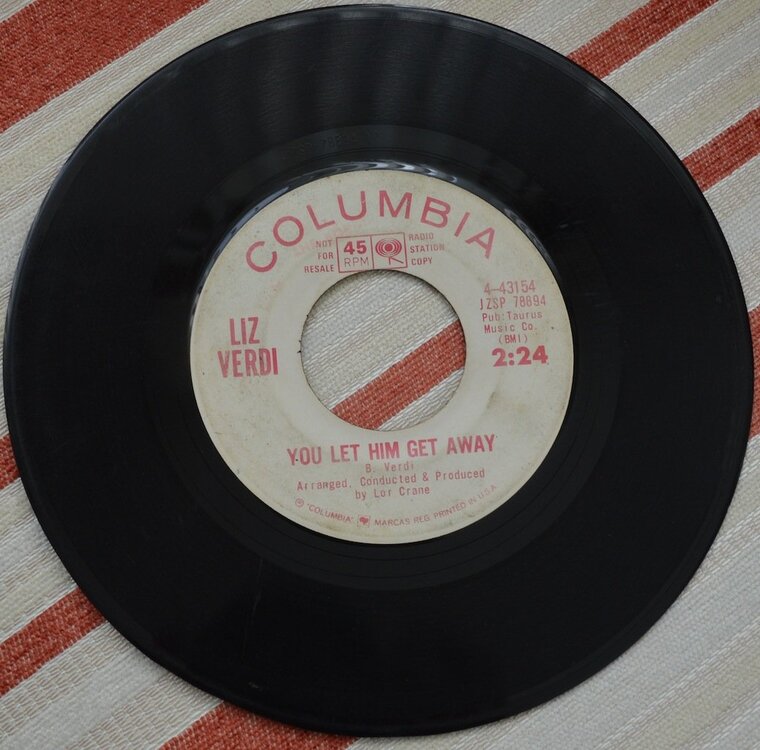 COLUMBIA
NOT
FOR
RESALE
45
RPM
RADIO
STATION
COPY
4-43154
JZSP 78894
Pub: Taurus
Music Co.
(BMI)
2:24
LIZ
VERDI
YOU LET HIM GET AWAY
B. Verdi
Arranged, Conducted & Produced
by Lor Crane
® "COLUMBIA" MARCAS REG. PRINTED IN U.S.A.